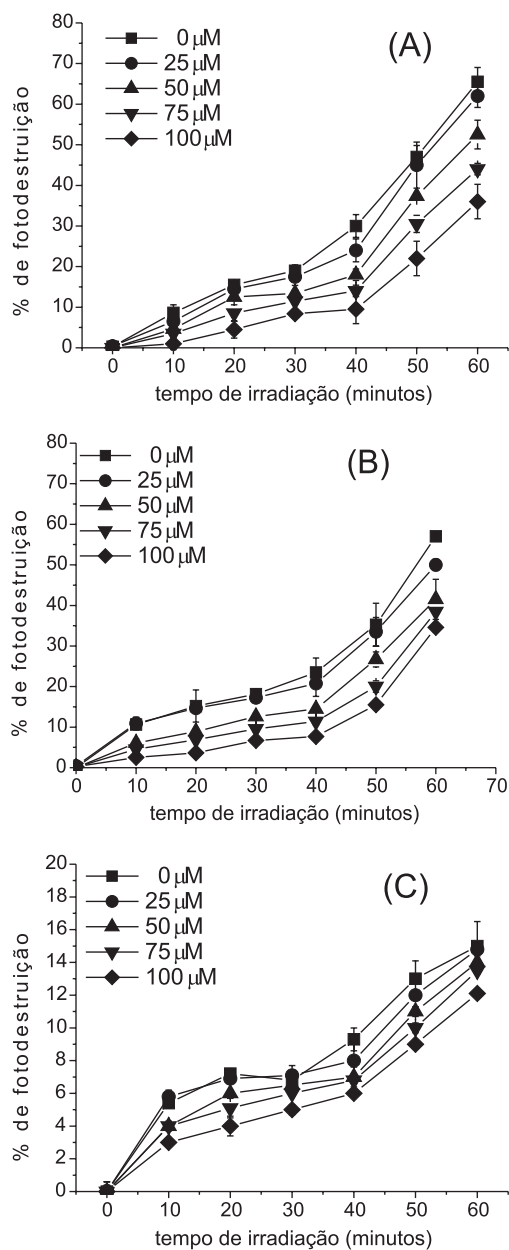 (A)
0 μM
25 μM
50 μM
75 μM
100 μM
80
70
60
50
40
30
20
10
0
% de fotodestruição
0 10 20 30 40 50 60
tempo de irradiação (minutos)
(B)
0 μM
25 μM
50 μM
75 μM
100 μM
80
70
60
50
40
30
20
10
0
% de fotodestruição
0 10 20 30 40 50 60 70
tempo de irradiação (minutos)
(C)
0 μM
25 μM
50 μM
75 μM
100 μM
20
18
16
14
12
10
8
6
4
2
0
% de fotodestruição
0 10 20 30 40 50 60
tempo de irradiação (minutos)